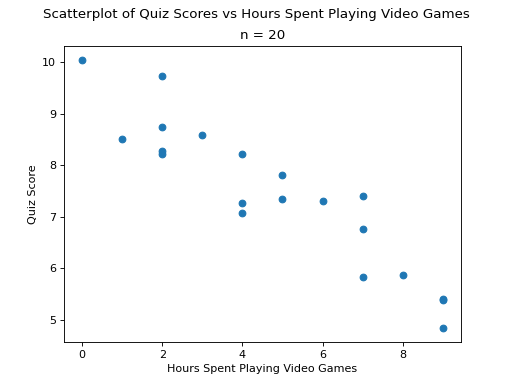 Scatterplot of Quiz Scores vs Hours Spent Playing Video Games
n = 20
10
9
8
7
6
5
Quiz Score
0 2 4 6 8
Hours Spent Playing Video Games